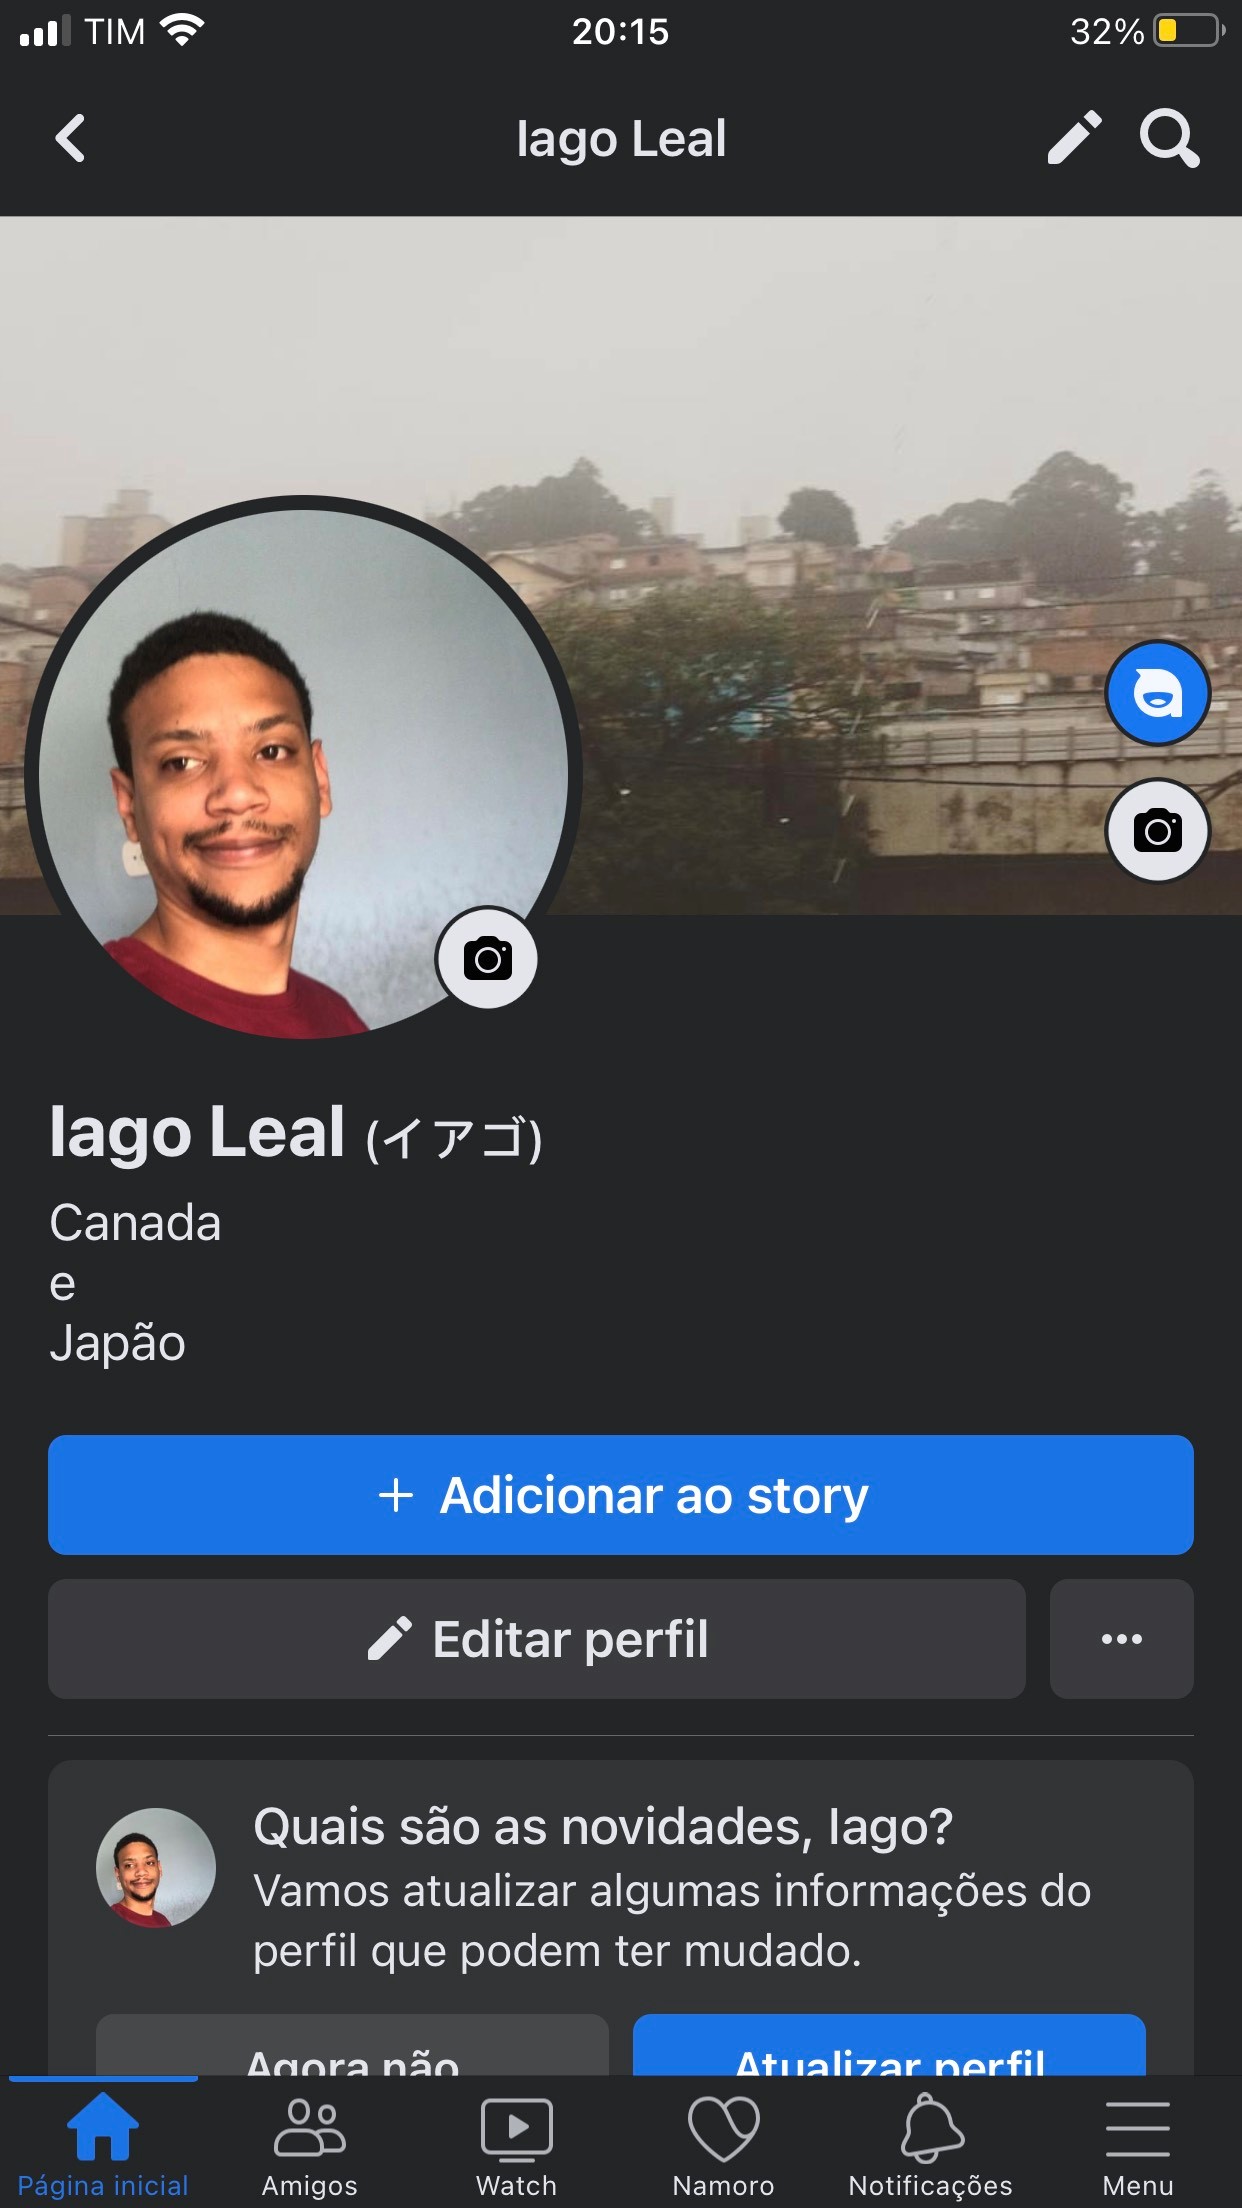 TIM 20:15 32%
Iago Leal
Iago Leal (イアゴ)
Canada
e
Japão
+ Adicionar ao story
Editar perfil
Quais são as novidades, Iago?
Vamos atualizar algumas informações do
perfil que podem ter mudado.
Agora não Atualizar perfil
Página inicial Amigos Watch Namoro Notificações Menu